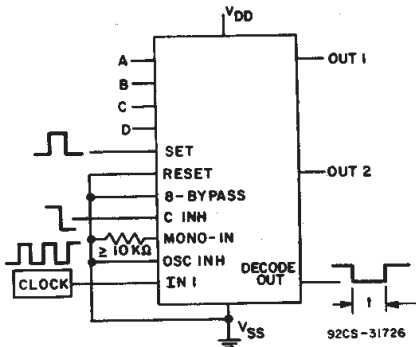 VDD
A
B
C
D
SET
RESET
8-BYPASS
C INH
MONO-IN
≥ 10 KΩ
OSC INH
CLOCK
IN 1
OUT 1
OUT 2
DECODE
OUT
t
VSS
92CS-31726